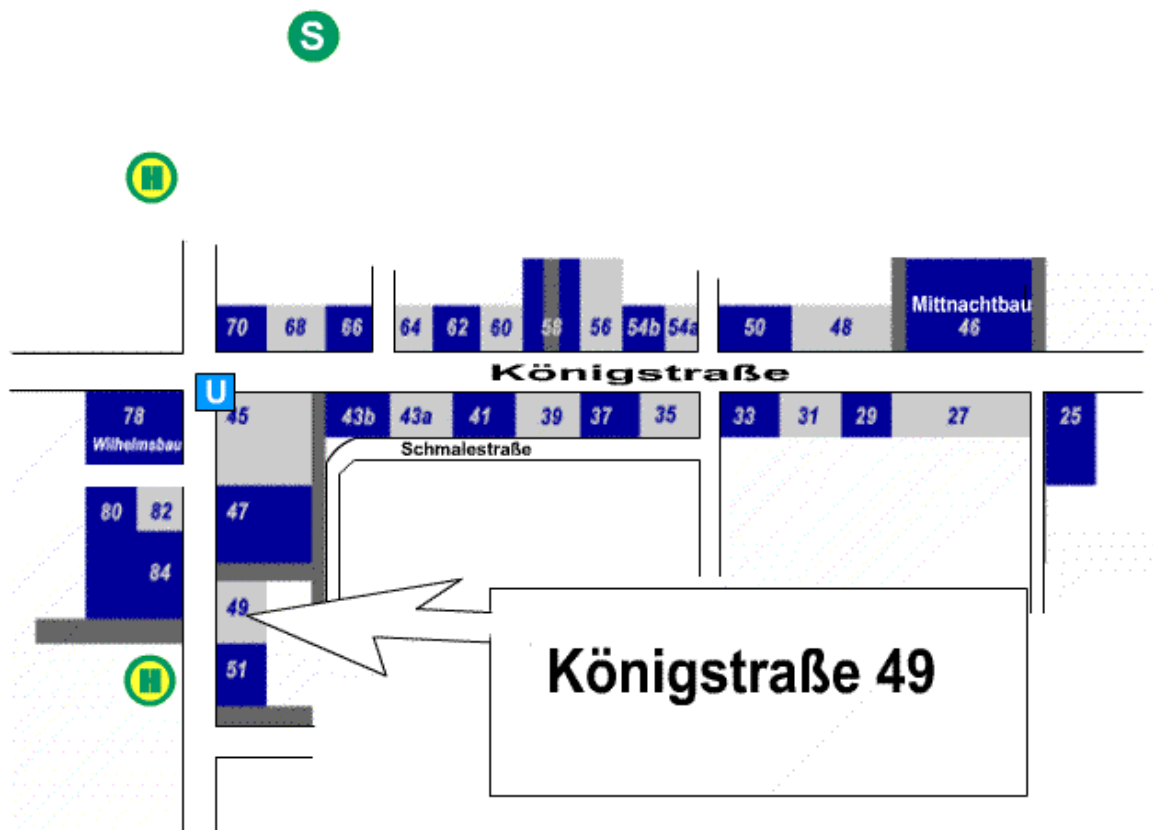 S
H
Mittnachtbau
70 68 66 64 62 60 58 56 54b 54a 50 48 46
Königstraße
U
78 45 43b 43a 41 39 37 35 33 31 29 27 25
Wilhelmsbau
Schmalestraße
80 82 47
84
49
51
H
Königstraße 49